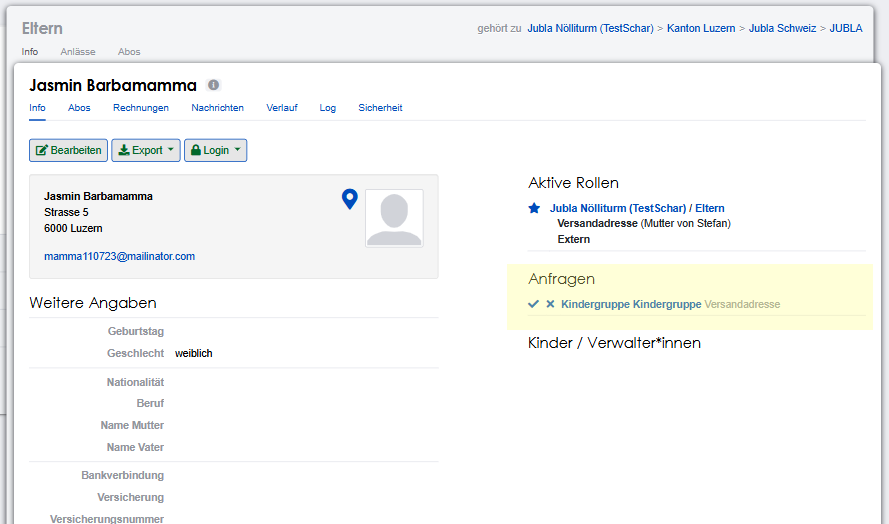 Eltern
gehört zu Jubla Nölliturm (TestSchar) > Kanton Luzern > Jubla Schweiz > JUBLA
Info Anlässe Abos
Jasmin Barbamamma
Info Abos Rechnungen Nachrichten Verlauf Log Sicherheit
Bearbeiten Export Login
Jasmin Barbamamma
Strasse 5
6000 Luzern
mamma110723@mailinator.com
Weitere Angaben
Geburtstag
Geschlecht weiblich
Nationalität
Beruf
Name Mutter
Name Vater
Bankverbindung
Versicherung
Versicherungsnummer
Aktive Rollen
Jubla Nölliturm (TestSchar) / Eltern
Versandadresse (Mutter von Stefan)
Extern
Anfragen
Kindergruppe Kindergruppe Versandadresse
Kinder / Verwalter*innen